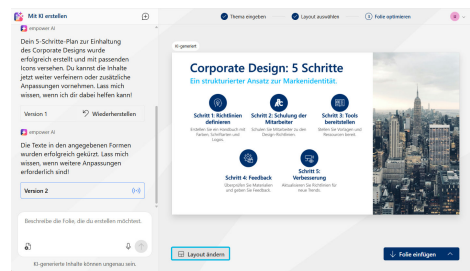 Mit KI erstellen
Thema eingeben
Layout auswählen
3 Folie optimieren
empower AI
Dein 5-Schritte-Plan zur Einhaltung
des Corporate Designs wurde
erfolgreich erstellt und mit passenden
Icons versehen. Du kannst die Inhalte
jetzt weiter verfeinern oder zusätzliche
Anpassungen vornehmen. Lass mich
wissen, wenn ich dir dabei helfen kann!
Version 1
Wiederherstellen
empower AI
Die Texte in den angegebenen Formen
wurden erfolgreich gekürzt. Lass mich
wissen, wenn weitere Anpassungen
erforderlich sind!
Version 2
Beschreibe die Folie, die du erstellen möchtest.
KI-generierte Inhalte können ungenau sein.
KI-generiert
Corporate Design: 5 Schritte
Ein strukturierter Ansatz zur Markenidentität.
Schritt 1: Richtlinien
definieren
Erstellen Sie ein Handbuch mit
Farben, Schriftarten und
Logos.
Schritt 2: Schulung der
Mitarbeiter
Schulen Sie Mitarbeiter zu den
Design-Richtlinien.
Schritt 3: Tools
bereitstellen
Stellen Sie Vorlagen und
Ressourcen bereit.
Schritt 4: Feedback
Überprüfen Sie Materialien
und geben Sie Feedback.
Schritt 5:
Verbesserung
Aktualisieren Sie Richtlinien für
neue Trends.
Layout ändern
Folie einfügen